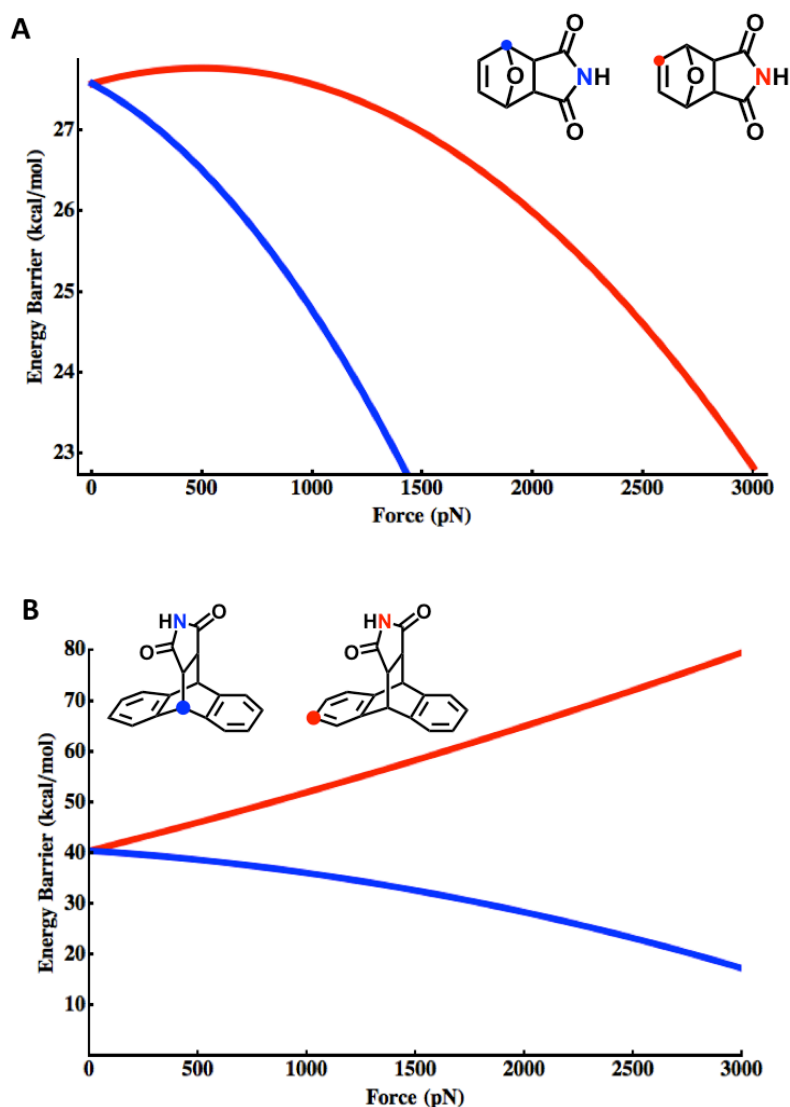 A
O
O
NH
O
O
O
NH
O
27
26
25
24
23
Energy Barrier (kcal/mol)
0 500 1000 1500 2000 2500 3000
Force (pN)
B
HN O
O
HN O
O
80
70
60
50
40
30
20
10
Energy Barrier (kcal/mol)
0 500 1000 1500 2000 2500 3000
Force (pN)